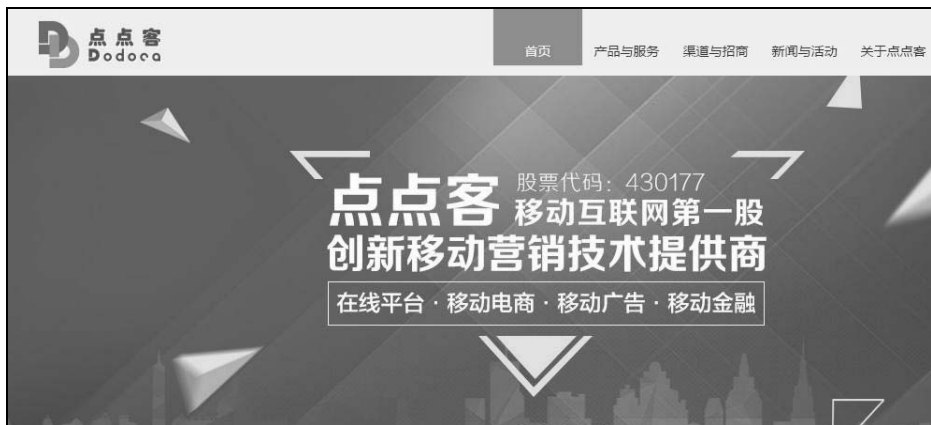 点点客
Dodoca
首页 产品与服务 渠道与招商 新闻与活动 关于点点客
点点客 股票代码：430177
移动互联网第一股
创新移动营销技术提供商
在线平台·移动电商·移动广告·移动金融